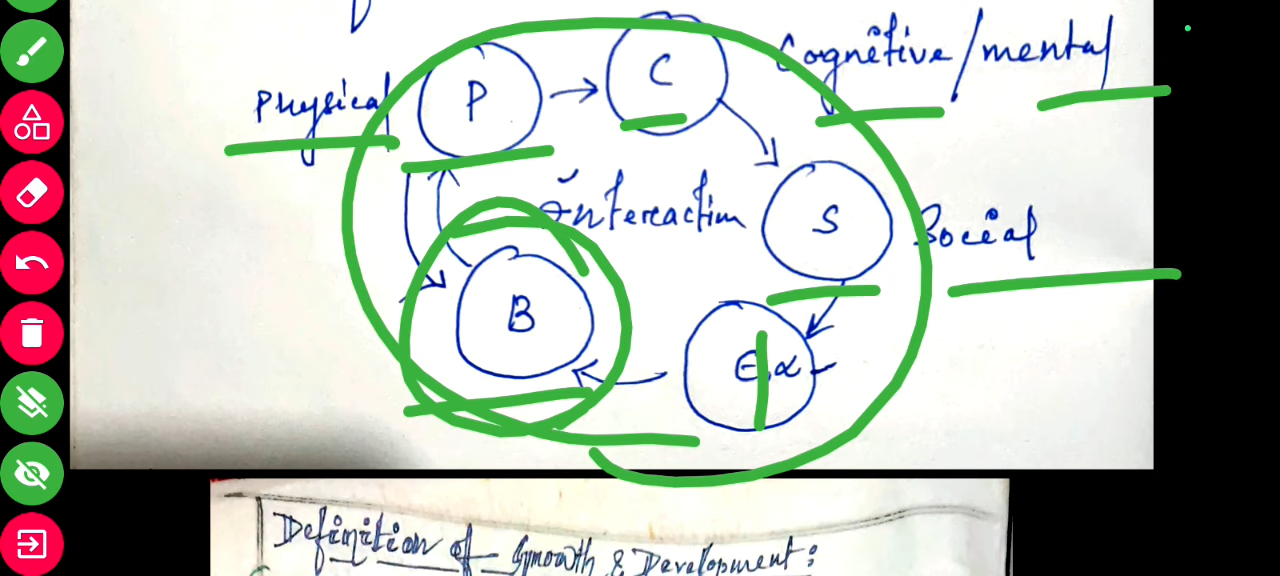 Cognitive/mental
Physical
P
C
Interaction
S
Social
B
E
Definition of Growth & Development: